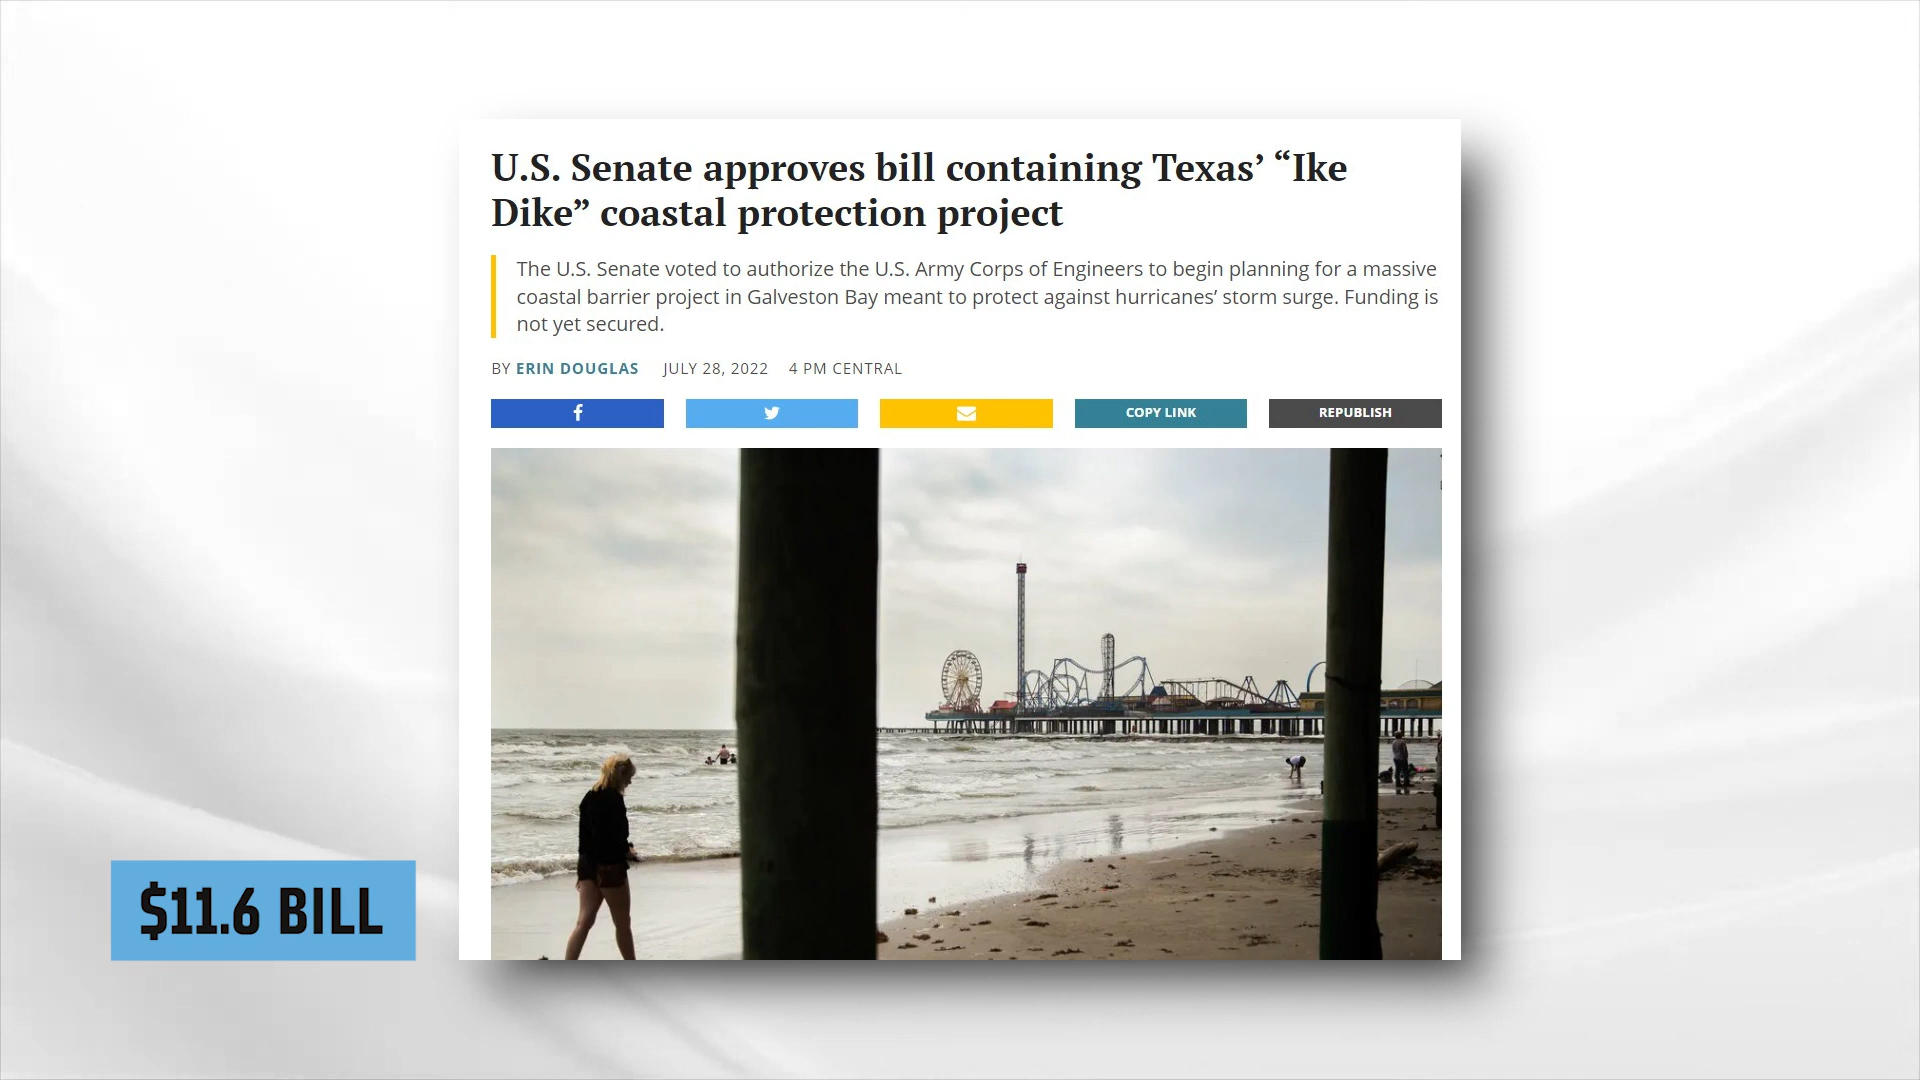 U.S. Senate approves bill containing Texas’ “Ike
Dike” coastal protection project
The U.S. Senate voted to authorize the U.S. Army Corps of Engineers to begin planning for a massive
coastal barrier project in Galveston Bay meant to protect against hurricanes’ storm surge. Funding is
not yet secured.
BY ERIN DOUGLAS JULY 28, 2022 4 PM CENTRAL
COPY LINK
REPUBLISH
$11.6 BILL